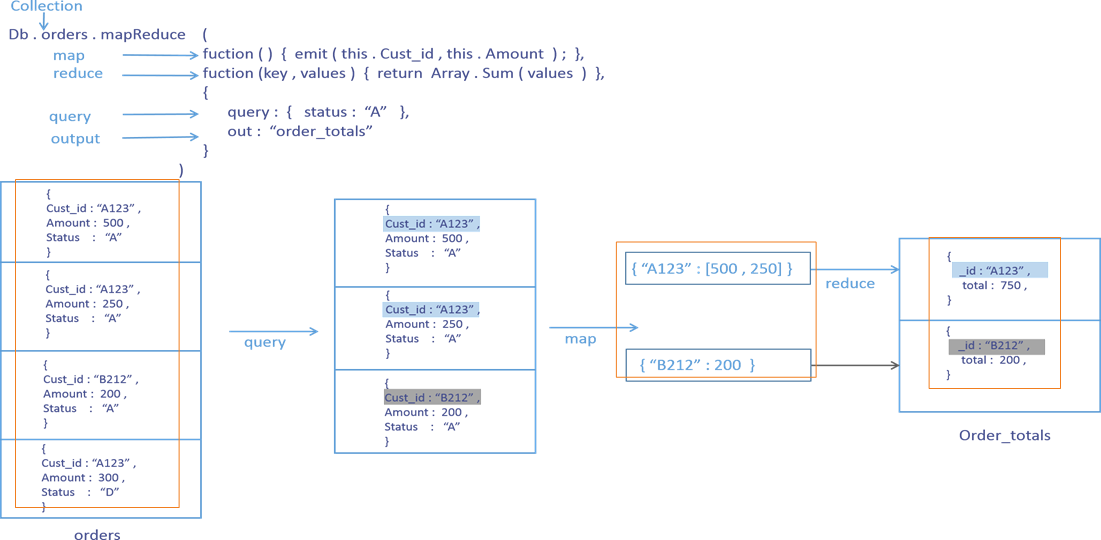 Collection
Db . orders . mapReduce (
map
fuction ( ) { emit ( this . Cust_id , this . Amount ) ; },
reduce
fuction (key , values ) { return Array . Sum ( values ) },
{
query
query : { status : “A” },
output
out : “order_totals”
}
)
{
Cust_id : “A123” ,
Amount : 500 ,
Status : “A”
}
{
Cust_id : “A123” ,
Amount : 250 ,
Status : “A”
}
{
Cust_id : “B212” ,
Amount : 200 ,
Status : “A”
}
{
Cust_id : “A123” ,
Amount : 300 ,
Status : “D”
}
orders
query
{
Cust_id : “A123” ,
Amount : 500 ,
Status : “A”
}
{
Cust_id : “A123” ,
Amount : 250 ,
Status : “A”
}
{
Cust_id : “B212” ,
Amount : 200 ,
Status : “A”
}
map
{ “A123” : [500 , 250] }
{ “B212” : 200 }
reduce
{
_id : “A123” ,
total : 750 ,
}
{
_id : “B212” ,
total : 200 ,
}
Order_totals